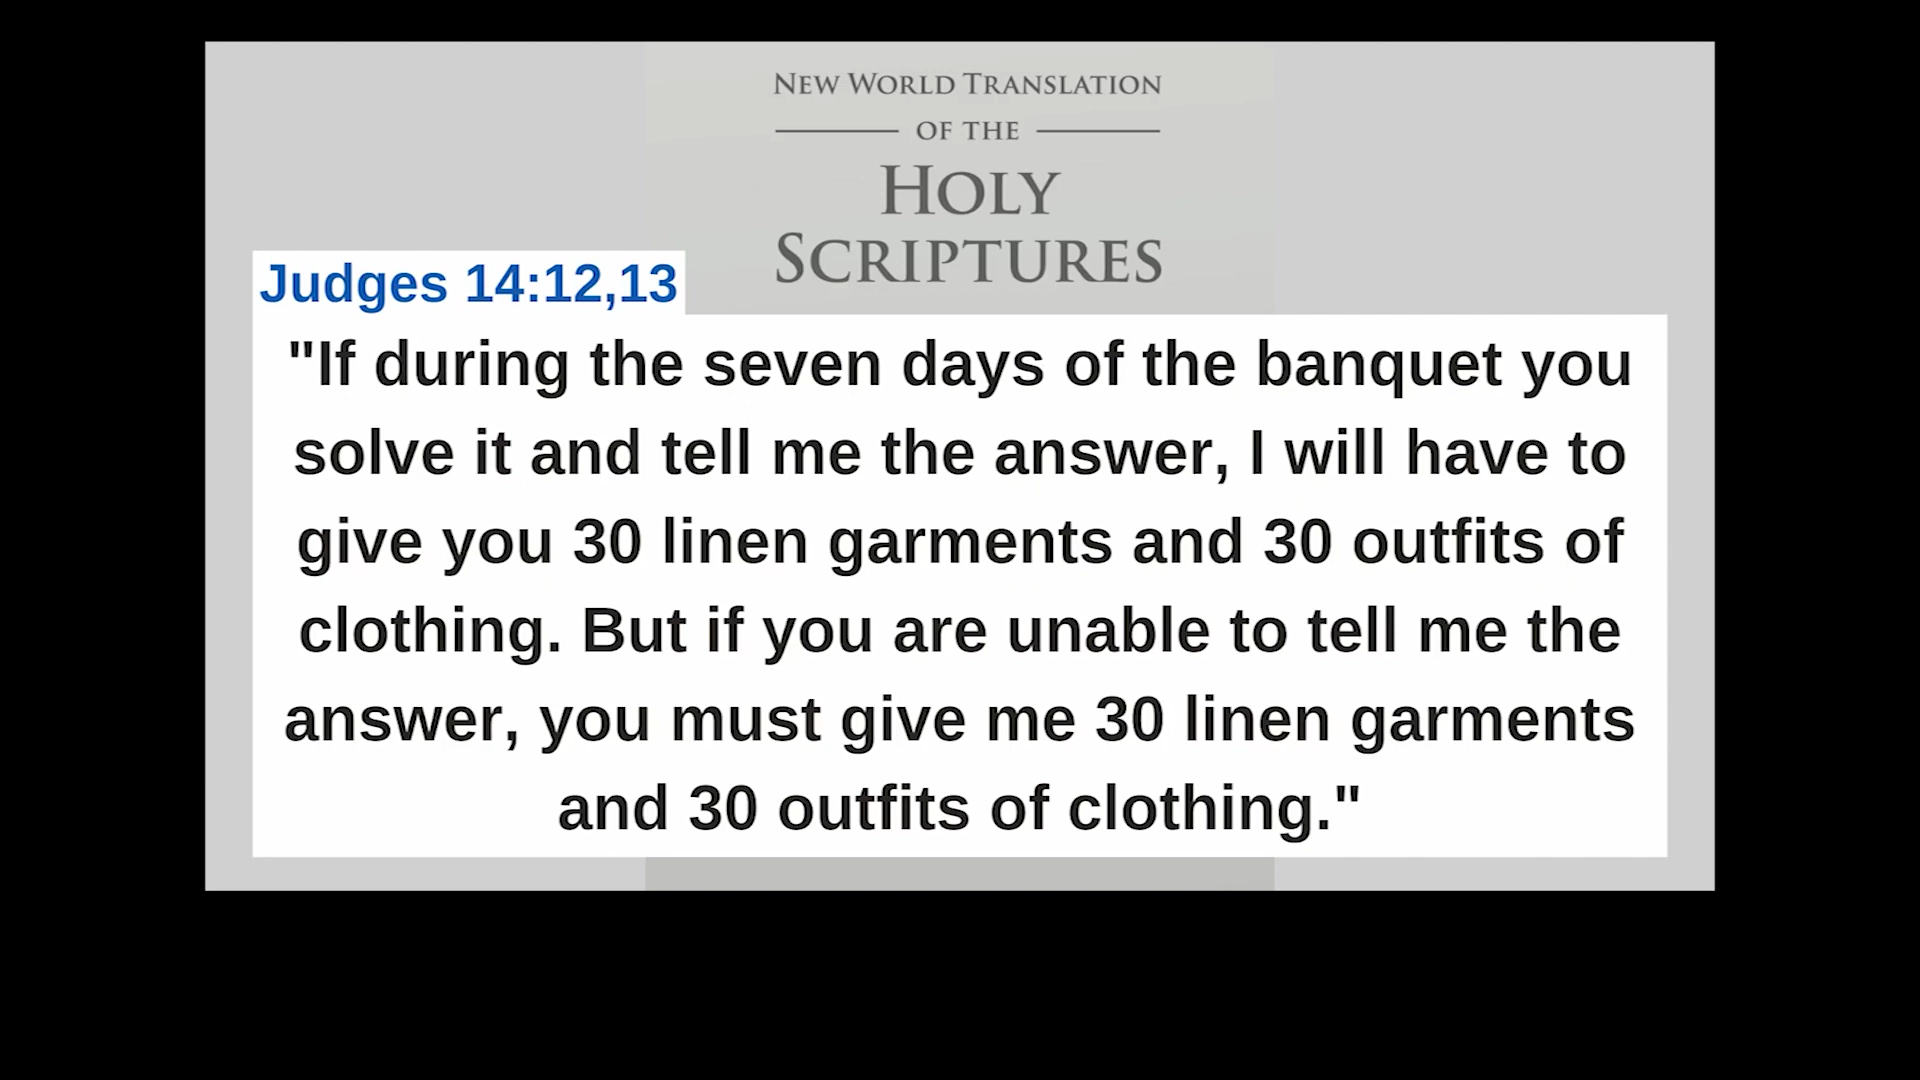 NEW WORLD TRANSLATION
OF THE
HOLY
SCRIPTURES
Judges 14:12,13
"If during the seven days of the banquet you
solve it and tell me the answer, I will have to
give you 30 linen garments and 30 outfits of
clothing. But if you are unable to tell me the
answer, you must give me 30 linen garments
and 30 outfits of clothing."